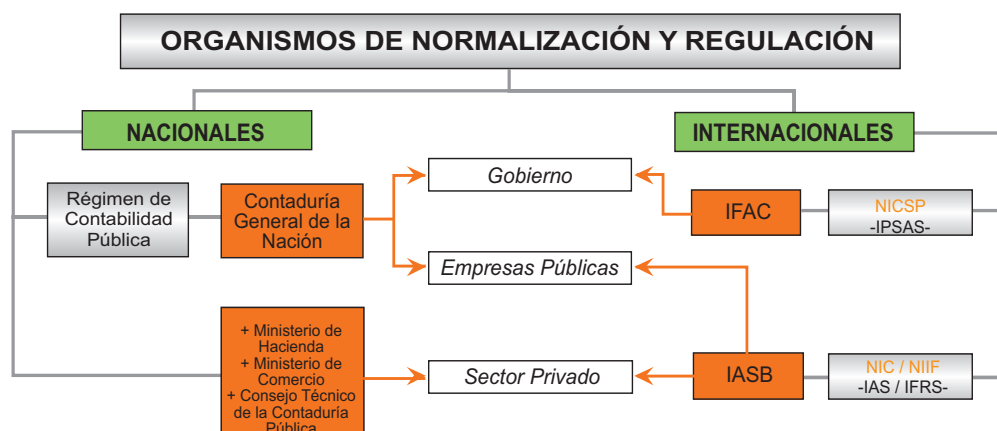 ORGANISMOS DE NORMALIZACIÓN Y REGULACIÓN
NACIONALES
INTERNACIONALES
Régimen de
Contabilidad
Pública
Contaduría
General de la
Nación
Gobierno
IFAC
NICSP
-IPSAS-
Empresas Públicas
+ Ministerio de
Hacienda
+ Ministerio de
Comercio
+ Consejo Técnico
de la Contaduría
Pública
Sector Privado
IASB
NIC / NIIF
-IAS / IFRS-